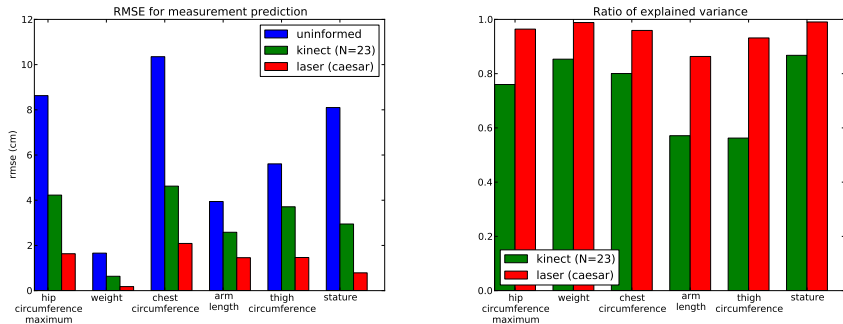 RMSE for measurement prediction
12
10
8
6
4
2
0
rmse (cm)
uninformed
kinect (N=23)
laser (caesar)
hip circumference maximum
weight
chest circumference
arm length
thigh circumference
stature
Ratio of explained variance
1.0
0.8
0.6
0.4
0.2
0.0
kinect (N=23)
laser (caesar)
hip circumference maximum
weight
chest circumference
arm length
thigh circumference
stature